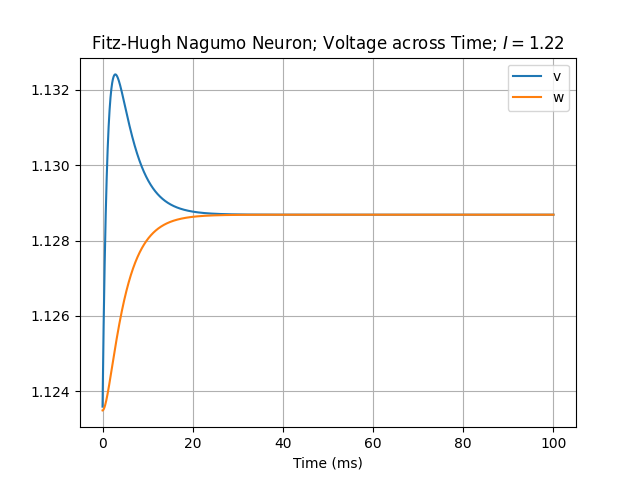 Fitz-Hugh Nagumo Neuron; Voltage across Time; I = 1.22
v
w
1.132
1.130
1.128
1.126
1.124
0 20 40 60 80 100
Time (ms)